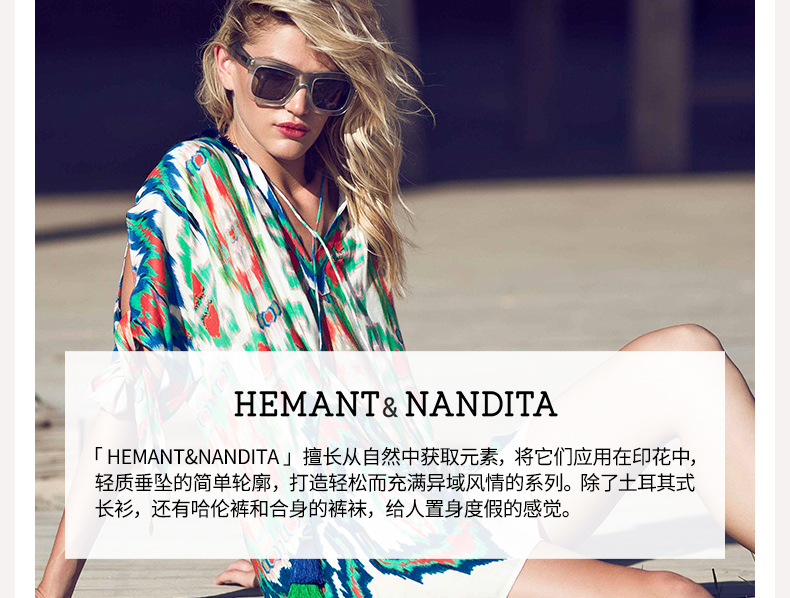 HEMANT & NANDITA
「HEMANT&NANDITA」擅长从自然中获取元素，将它们应用在印花中，
轻质垂坠的简单轮廓，打造轻松而充满异域风情的系列。除了土耳其式
长衫，还有哈伦裤和合身的裤袜，给人置身度假的感觉。